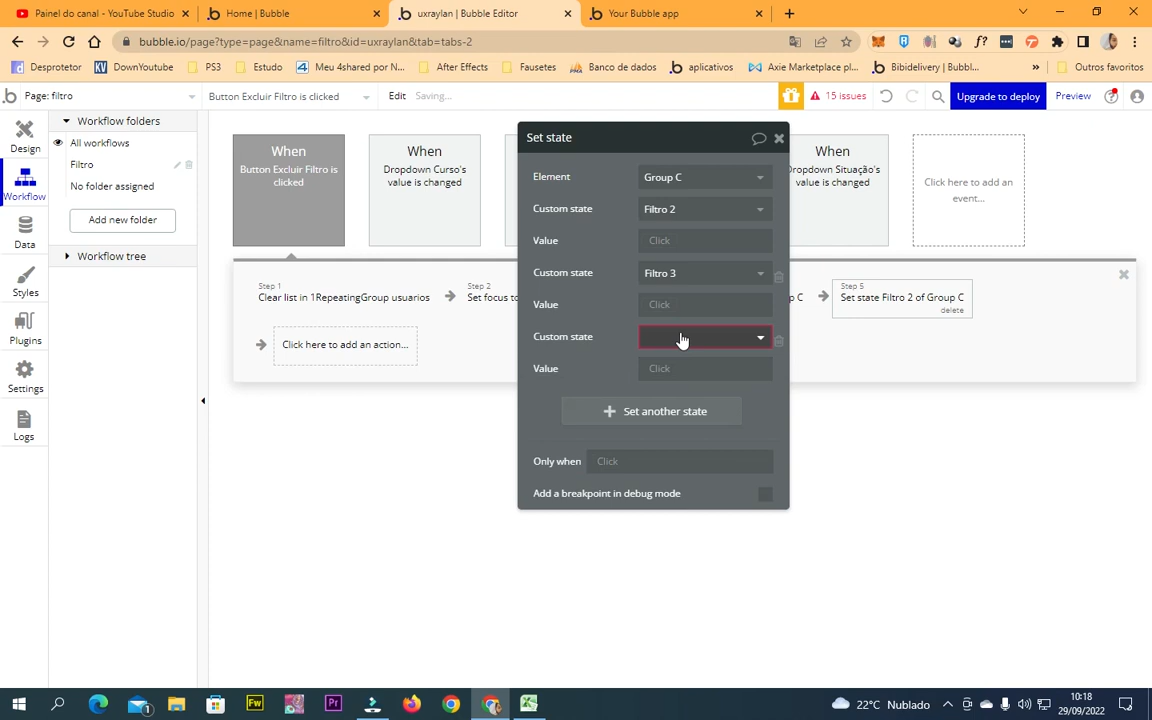 Painel do canal - YouTube Studio
Home | Bubble
uxraylan | Bubble Editor
Your Bubble app
bubble.io/page?type=page&name=filtro&id=uxraylan&tab=tabs-2
Desprotetor
KV DownYoutube
PS3
Estudo
4 Meu 4shared por N...
After Effects
Fausetes
Banco de dados
aplicativos
Axie Marketplace pl...
Bibidelivery | Bubbl...
»
Outros favoritos
Page: filtro
Button Excluir Filtro is clicked
Edit
Saving...
15 issues
Upgrade to deploy
Preview
Design
Workflow
Data
Styles
Plugins
Settings
Logs
Workflow folders
All workflows
Filtro
No folder assigned
Add new folder
Workflow tree
When
Button Excluir Filtro is
clicked
When
Dropdown Curso's
value is changed
When
Dropdown Situação's
value is changed
Click here to add an
event...
Step 1
Clear list in 1RepeatingGroup usuarios
Step 2
Set focus to
p C
Step 5
Set state Filtro 2 of Group C
delete
Click here to add an action...
Set state
Element
Group C
Custom state
Filtro 2
Value
Click
Custom state
Filtro 3
Value
Click
Custom state
Value
Click
Set another state
Only when
Click
Add a breakpoint in debug mode
Fw
Pr
22°C Nublado
10:18
29/09/2022